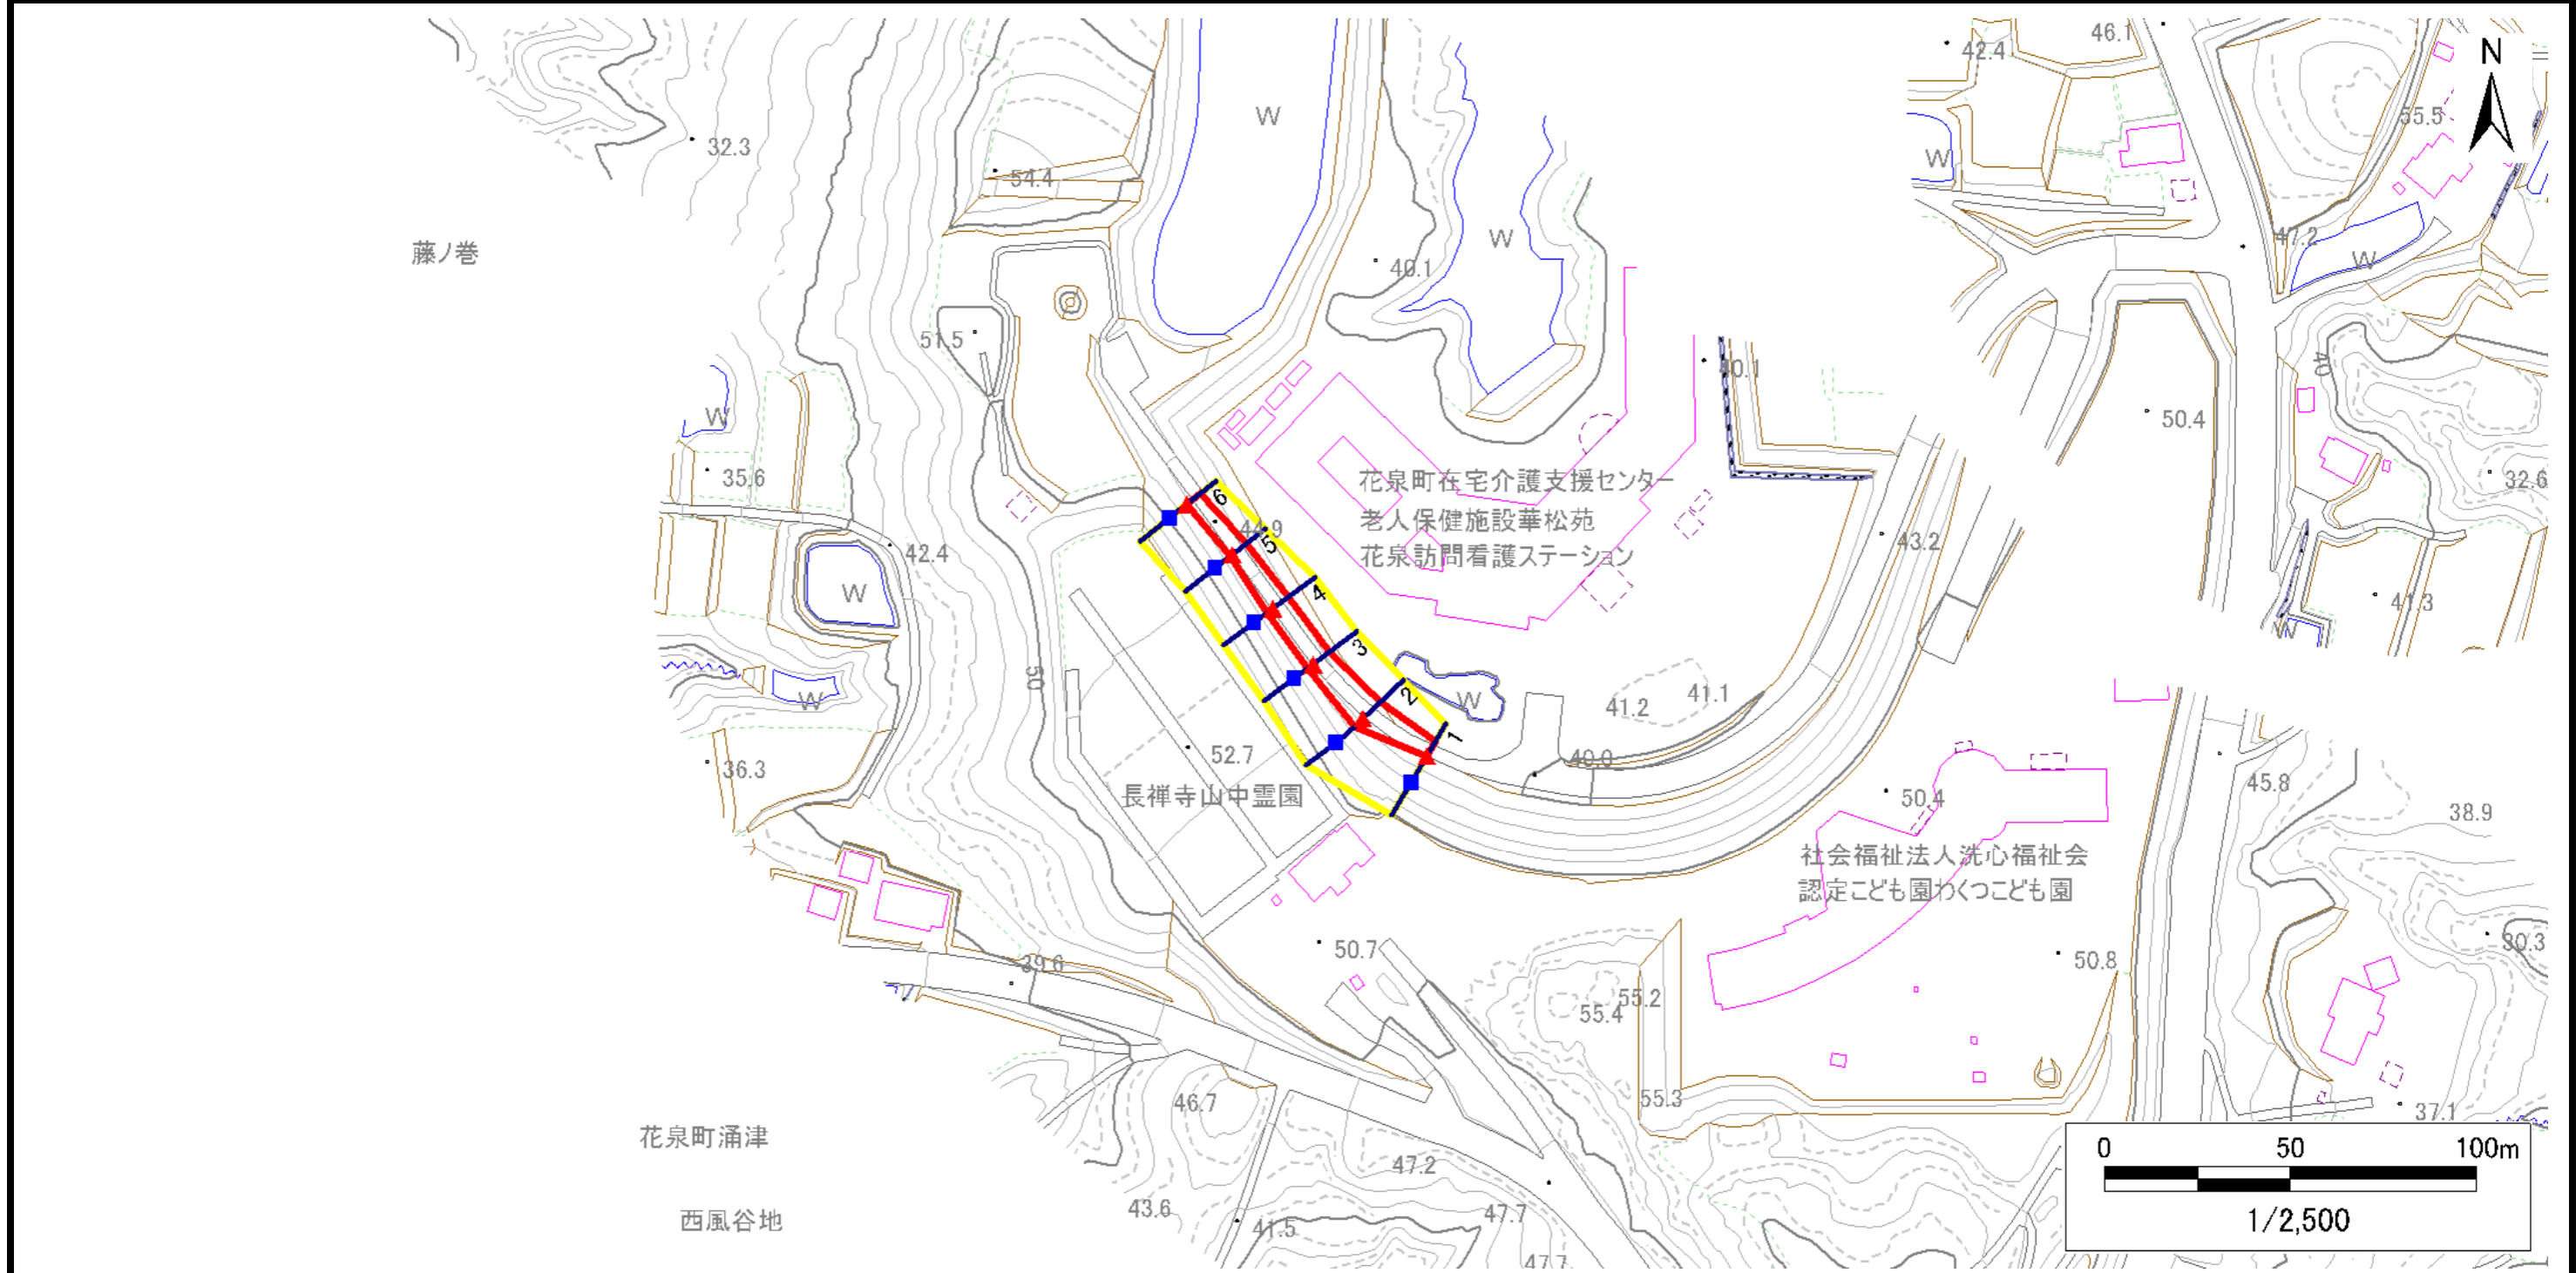 46.1
N
42.4
W
55.5
32.3
W
54.4
W
47.2
藤ノ巻
40.1
W
51.5
40.1
40
W
50.4
35.6
花泉町在宅介護支援センター
32.6
6
老人保健施設華松苑
44.9
5
花泉訪問看護ステーション
43.2
42.4
W
4
41.3
W
3
50
2
W
41.2
41.1
W
1
52.7
40.0
36.3
長禅寺山中霊園
50.4
45.8
38.9
社会福祉法人洗心福祉会
認定こども園わくつこども園
50.7
39.6
50.8
30.3
55.2
55.4
55.3
46.7
37.1
花泉町涌津
47.2
0 50 100m
43.6
西風谷地
41.5
47.7
1/2,500
47.7